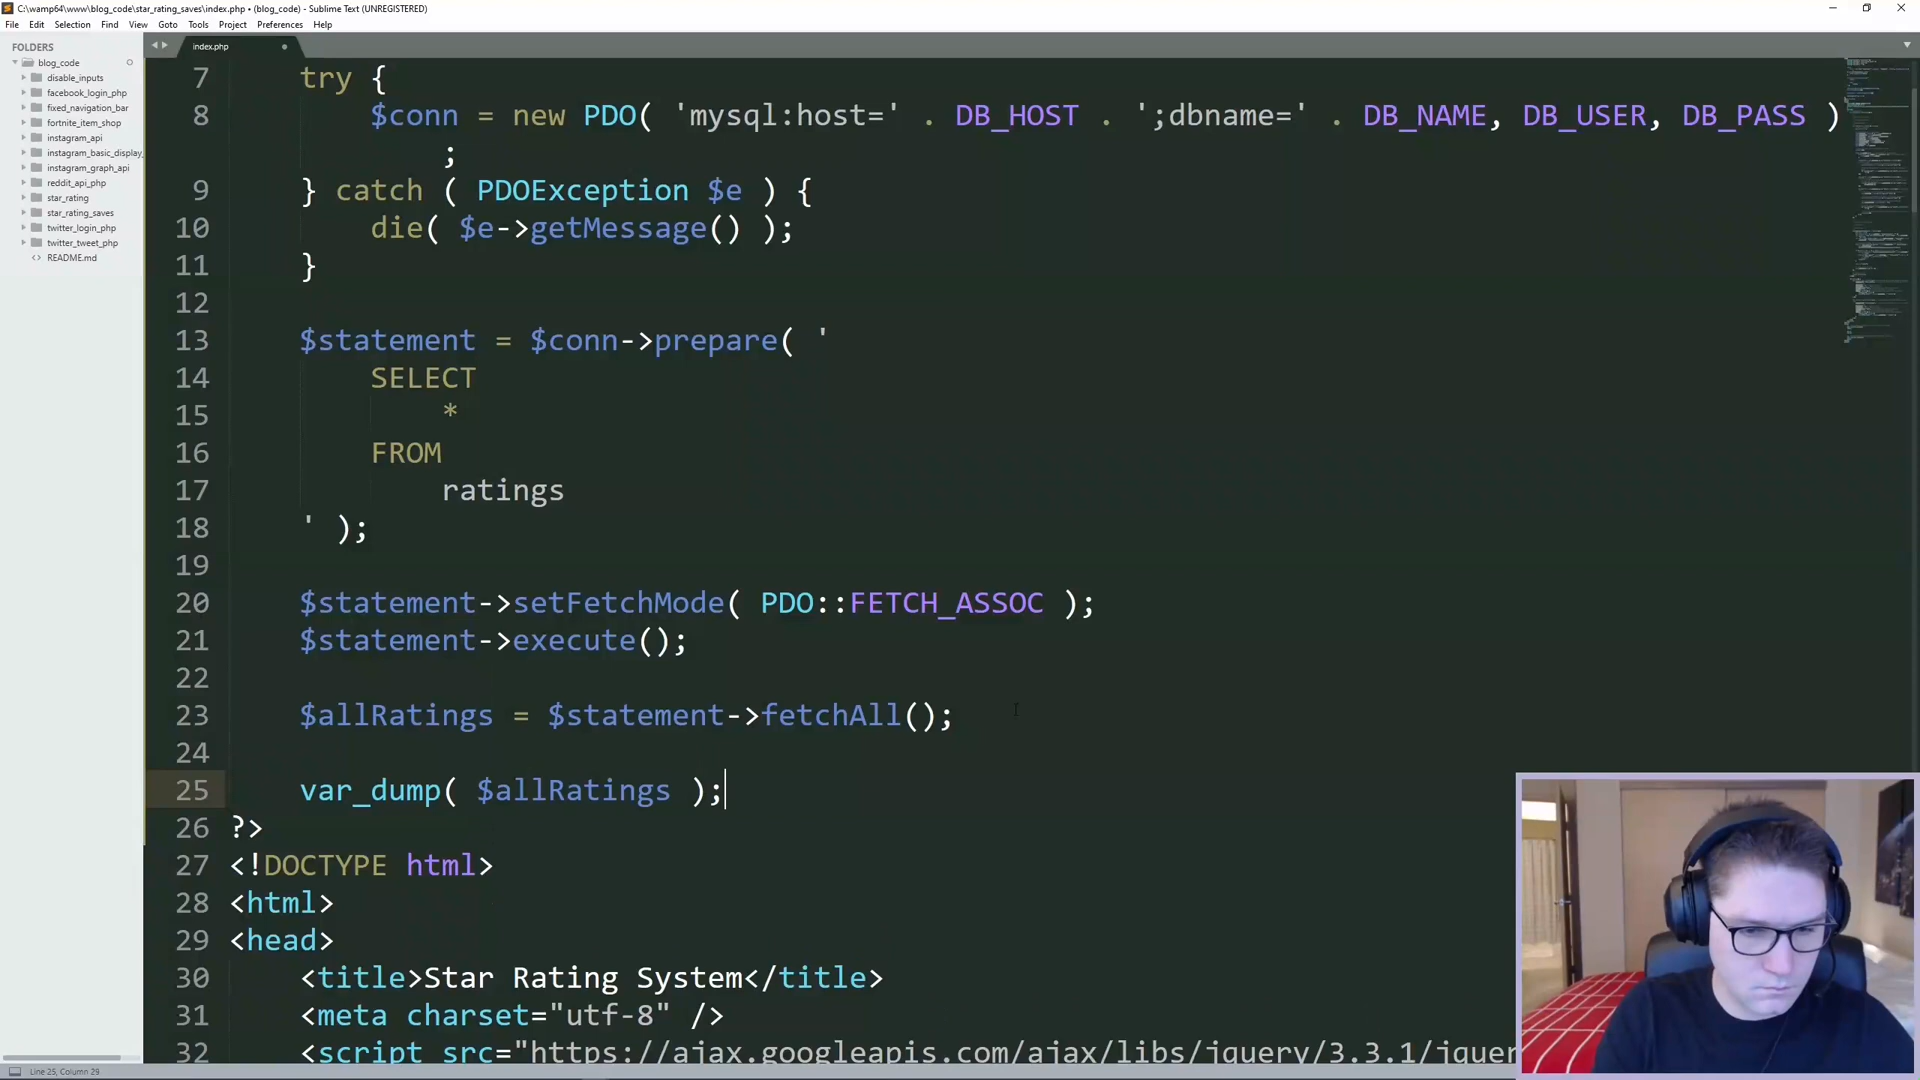 C:\wamp64\www\blog_code\star_rating_saves\index.php • (blog_code) - Sublime Text (UNREGISTERED)
File Edit Selection Find View Goto Tools Project Preferences Help
FOLDERS
blog_code
disable_inputs
facebook_login_php
fixed_navigation_bar
fortnite_item_shop
instagram_api
instagram_basic_display_
instagram_graph_api
reddit_api_php
star_rating
star_rating_saves
twitter_login_php
twitter_tweet_php
README.md
index.php
7 try {
8 $conn = new PDO( 'mysql:host=' . DB_HOST . ';dbname=' . DB_NAME, DB_USER, DB_PASS )
;
9 } catch ( PDOException $e ) {
10 die( $e->getMessage() );
11 }
12
13 $statement = $conn->prepare( '
14 SELECT
15 *
16 FROM
17 ratings
18 ' );
19
20 $statement->setFetchMode( PDO::FETCH_ASSOC );
21 $statement->execute();
22
23 $allRatings = $statement->fetchAll();
24
25 var_dump( $allRatings );
26 ?>
27 <!DOCTYPE html>
28 <html>
29 <head>
30 <title>Star Rating System</title>
31 <meta charset="utf-8" />
32 <script src="https://ajax.googleapis.com/ajax/libs/jquery/3.3.1/jquer
Line 25, Column 29